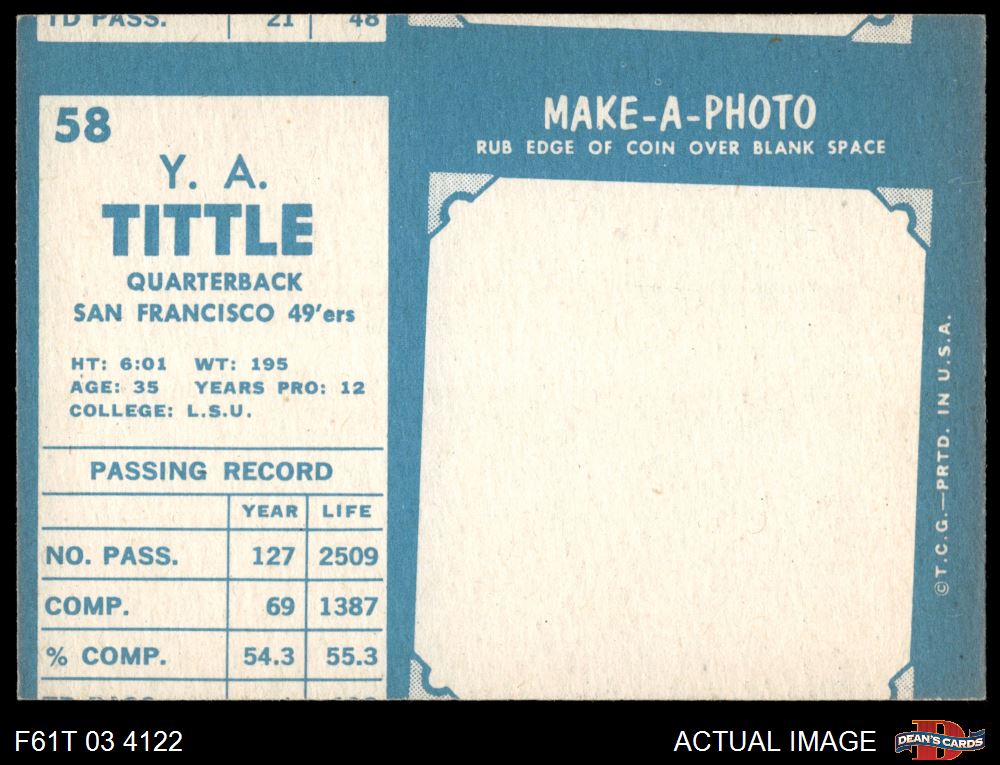 TD PASS. 21 48
58
Y. A.
TITTLE
QUARTERBACK
SAN FRANCISCO 49'ers
HT: 6:01 WT: 195
AGE: 35 YEARS PRO: 12
COLLEGE: L.S.U.
PASSING RECORD
YEAR LIFE
NO. PASS. 127 2509
COMP. 69 1387
% COMP. 54.3 55.3
MAKE-A-PHOTO
RUB EDGE OF COIN OVER BLANK SPACE
©T.C.G.—PRTD. IN U.S.A.
F61T 03 4122
ACTUAL IMAGE
DEAN'S CARDS